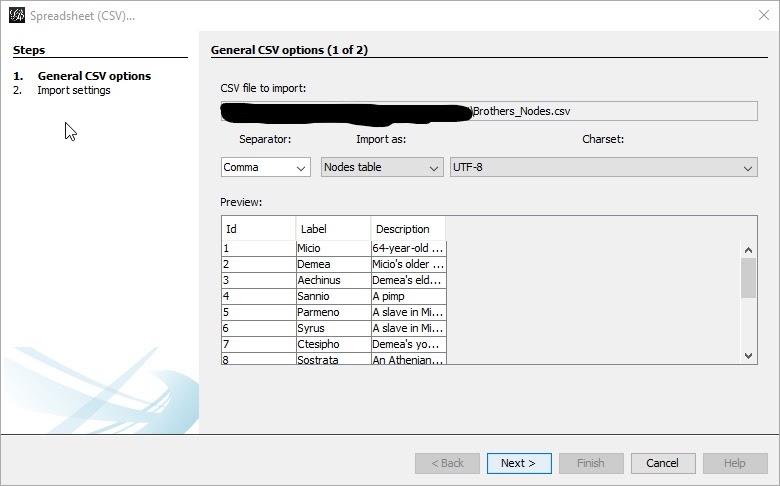 Spreadsheet (CSV)...
Steps
1. General CSV options
2. Import settings
General CSV options (1 of 2)
CSV file to import:
\Brothers_Nodes.csv
Separator: Import as: Charset:
Comma Nodes table UTF-8
Preview:
Id Label Description
1 Micio 64-year-old ...
2 Demea Micio's older ...
3 Aechinus Demea's eld...
4 Sannio A pimp
5 Parmeno A slave in Mi...
6 Syrus A slave in Mi...
7 Ctesipho Demea's yo...
8 Sostrata An Athenian...
< Back Next > Finish Cancel Help